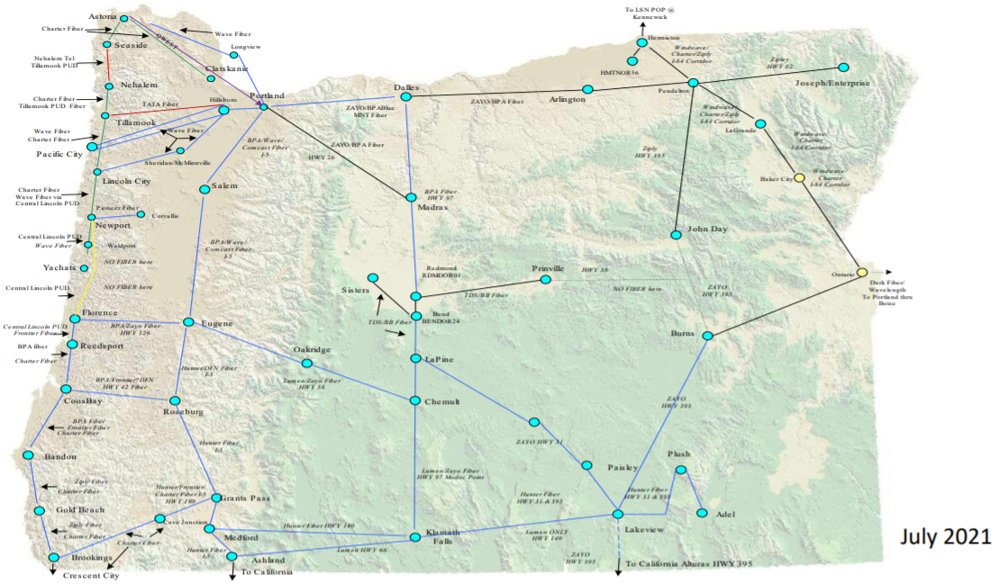 To LSN POP @
Kennewick
Astoria
Charter Fiber
Wave Fiber
QWEST
Seaside
Longview
Hermiston
Windwave/
Charter/Ziply
I-84 Corridor
Nehalem Tel
Tillamook PUD
Clatskanie
HMTNOR56
Zipley
HWY 82
Nehalem
Hillsboro
Portland
Dalles
Pendelton
Joseph/Enterprise
Charter Fiber
Tillamook PUD Fiber
TATA Fiber
Arlington
ZAYO/BPA Fiber
ZAYO/BPA/Blue
MNT Fiber
Windwave/
Charter/Ziply
I-84 Corridor
Tillamook
Wave Fiber
Charter Fiber
Wave Fiber
LaGrande
BPA/Wave/
Comcast Fiber
I-5
ZAYO/BPA Fiber
HWY 26
Windwave/
Charter
I-84 Corridor
Pacific City
Ziply
HWY 395
Sheridan/McMinnville
Windwave/
Charter
I-84 Corridor
Lincoln City
Baker City
Salem
Charter Fiber
Wave Fiber via
Central Lincoln PUD
BPA Fiber
HWY 97
Madras
Pioneer Fiber
Corvallis
Newport
John Day
Central Lincoln PUD
Wave Fiber
Waldport
BPA/Wave/
Comcast Fiber
I-5
Yachats
NO FIBER here
Redmond
RDMDOR01
Prinville
HWY 38
Ontario
Sisters
Dark Fiber/
Wavelength
To Portland thru
Boise
NO FIBER here
NO FIBER here
ZAYO
HWY 395
Central Lincoln PUD
TDS/BB Fiber
Florence
Bend
BENDOR24
TDS/BB Fiber
Central Lincoln PUD
Frontier Fiber
BPA/Zayo Fiber
HWY 126
Eugene
Burns
BPA fiber
Reedsport
Charter Fiber
Oakridge
LaPine
Hunter/DFN Fiber
I-5
BPA/Frontier/*DFN
HWY 42 Fiber
Lumen/Zayo Fiber
HWY 58
CoosBay
Roseburg
Chemult
ZAYO
HWY 395
BPA Fiber
Frontier Fiber
Charter Fiber
Hunter Fiber
I-5
ZAYO HWY 31
Bandon
Plush
Paisley
Lumen/Zayo Fiber
HWY 97 Modoc Point
Ziply Fiber
Charter Fiber
Hunter/Frontier/
Charter Fiber I-5
HWY 199
Hunter Fiber
HWY 31 & 395
Hunter Fiber
HWY 31 & 395
Grants Pass
Gold Beach
Cave Junction
Adel
Ziply Fiber
Charter Fiber
Hunter Fiber HWY 140
Klamath
Falls
Lumen ONLY
HWY 140
Lakeview
Medford
Charter Fiber
July 2021
Hunter Fiber
I-5
Lumen HWY 66
Brookings
Ashland
ZAYO
HWY 395
To California Alturas HWY 395
Crescent City
To California